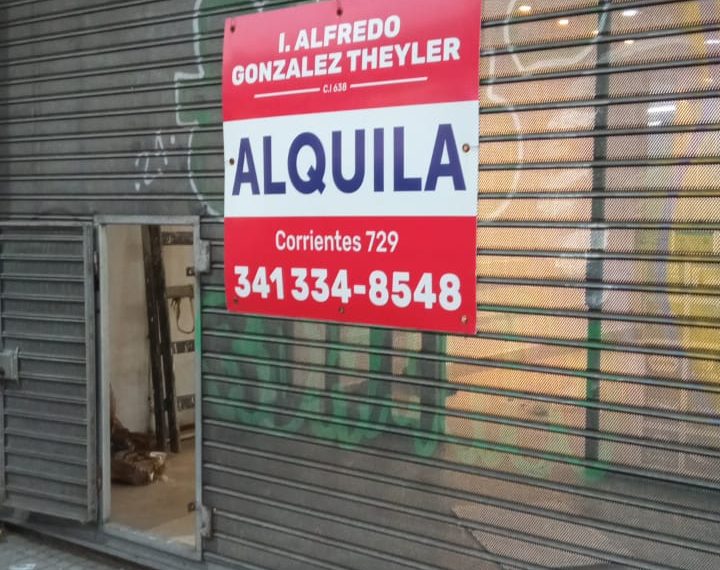 I. ALFREDO
GONZALEZ THEYLER
C.I 638
ALQUILA
Corrientes 729
341 334-8548